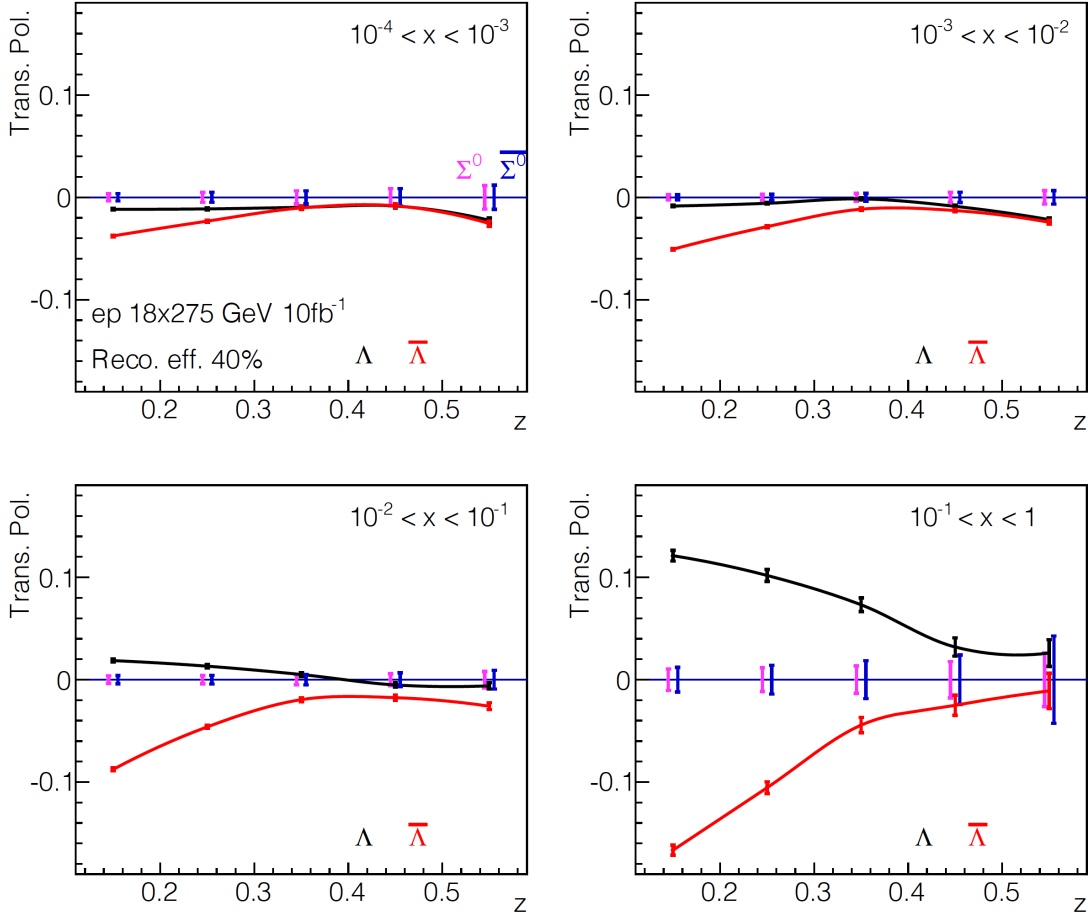 Trans. Pol.
10⁻⁴ < x < 10⁻³
0.1
Σ⁰ Σ̅⁰
0
-0.1
ep 18x275 GeV 10fb⁻¹
Reco. eff. 40%
Λ Λ̅
0.2 0.3 0.4 0.5
z
Trans. Pol.
10⁻³ < x < 10⁻²
0.1
0
-0.1
Λ Λ̅
0.2 0.3 0.4 0.5
z
Trans. Pol.
10⁻² < x < 10⁻¹
0.1
0
-0.1
Λ Λ̅
0.2 0.3 0.4 0.5
z
Trans. Pol.
10⁻¹ < x < 1
0.1
0
-0.1
Λ Λ̅
0.2 0.3 0.4 0.5
z